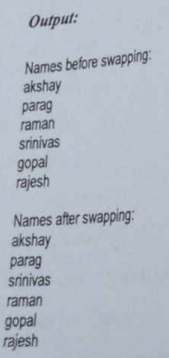 Output:
Names before swapping:
akshay
parag
raman
srinivas
gopal
rajesh
Names after swapping:
akshay
parag
srinivas
raman
gopal
rajesh